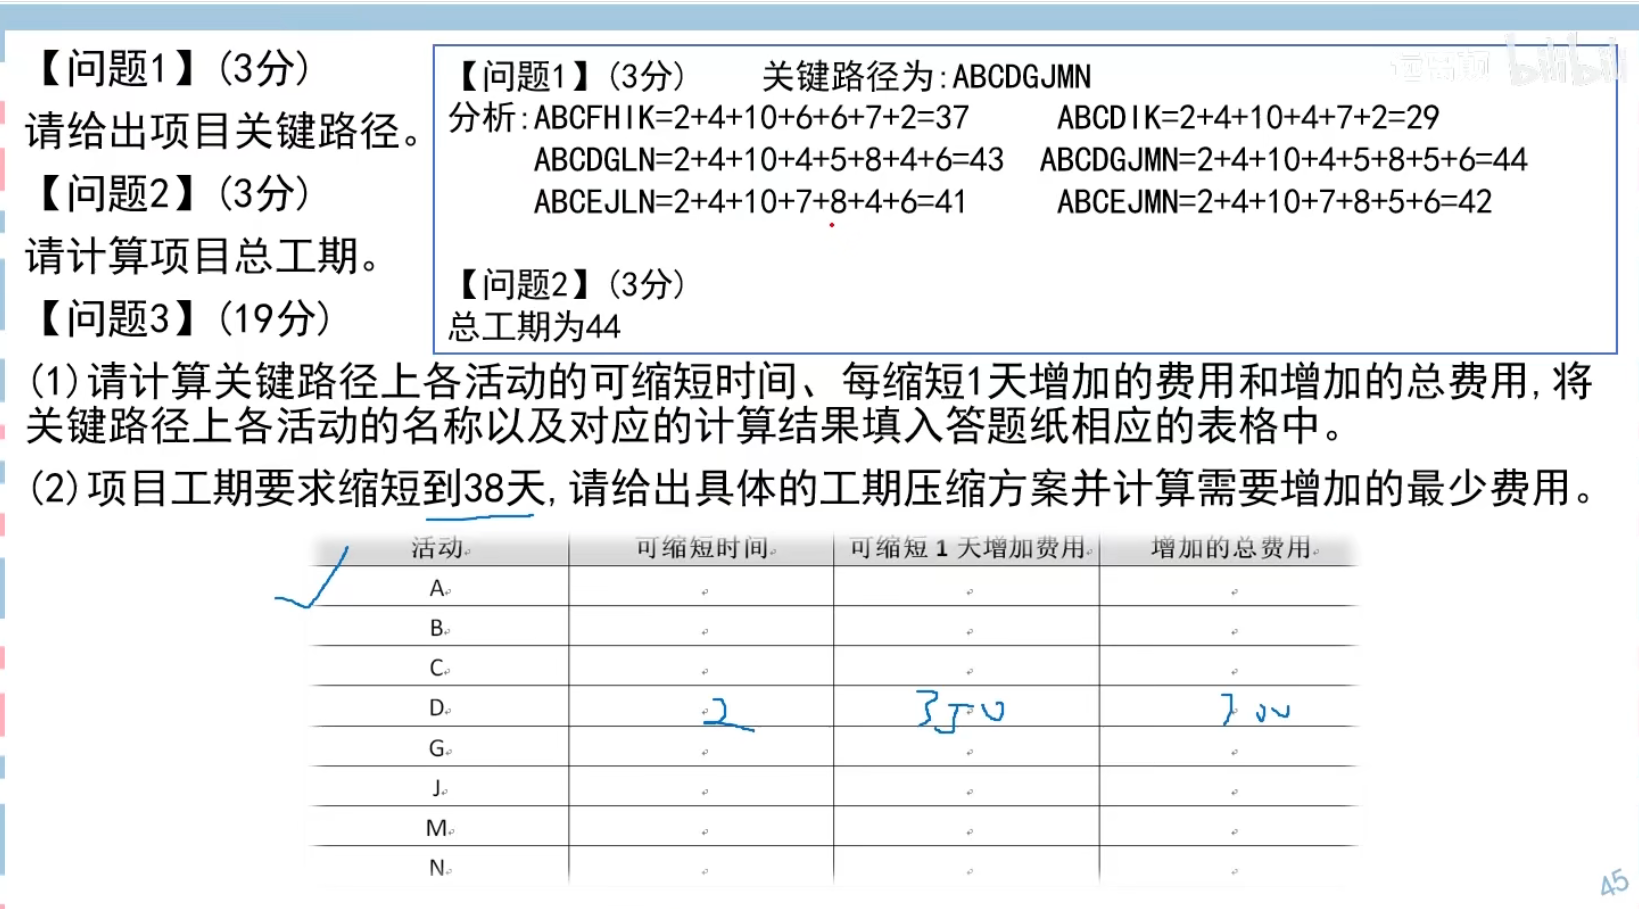 【问题1】(3分)
请给出项目关键路径。
【问题2】(3分)
请计算项目总工期。
【问题3】(19分)
【问题1】(3分) 关键路径为:ABCDGJMN
分析:ABCFHIK=2+4+10+6+6+7+2=37 ABCDIK=2+4+10+4+7+2=29
ABCDGLN=2+4+10+4+5+8+4+6=43 ABCDGJMN=2+4+10+4+5+8+5+6=44
ABCEJLN=2+4+10+7+8+4+6=41 ABCEJMN=2+4+10+7+8+5+6=42
【问题2】(3分)
总工期为44
(1)请计算关键路径上各活动的可缩短时间、每缩短1天增加的费用和增加的总费用,将
关键路径上各活动的名称以及对应的计算结果填入答题纸相应的表格中。
(2)项目工期要求缩短到38天,请给出具体的工期压缩方案并计算需要增加的最少费用。
活动 可缩短时间 可缩短1天增加费用 增加的总费用
A
B
C
D 2 350 700
G
J
M
N
45
bilibili